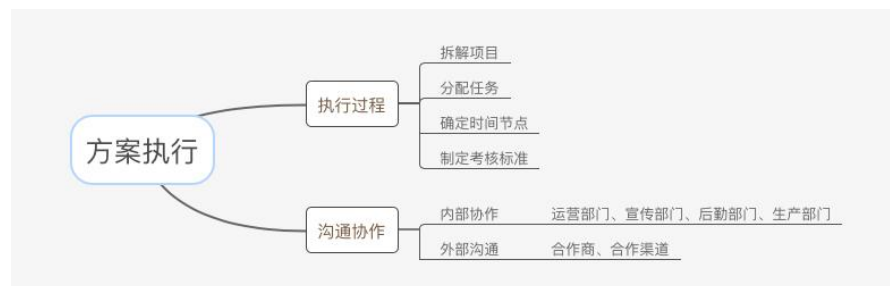 方案执行
执行过程
拆解项目
分配任务
确定时间节点
制定考核标准
沟通协作
内部协作 运营部门、宣传部门、后勤部门、生产部门
外部沟通 合作商、合作渠道